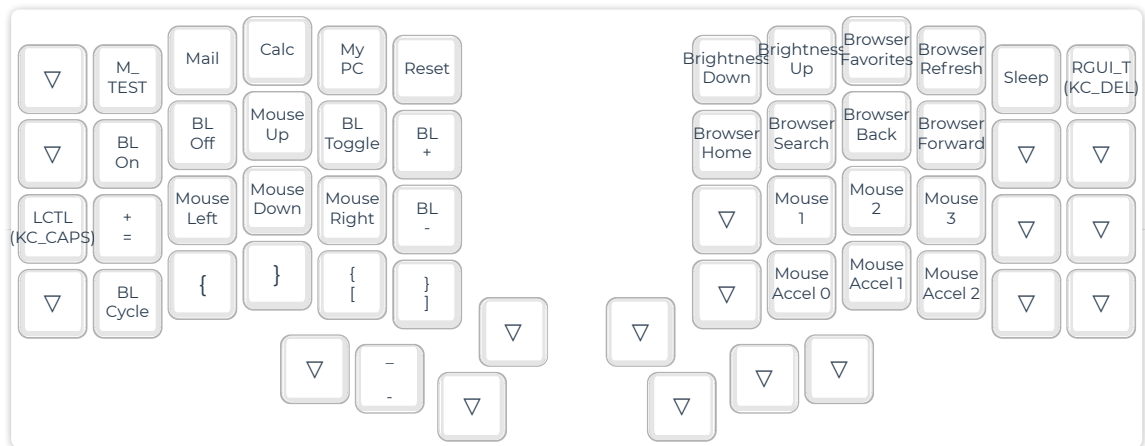 ▽
M_
TEST
Mail
Calc
My
PC
Reset
Brightness
Down
Brightness
Up
Browser
Favorites
Browser
Refresh
Sleep
RGUI_T
(KC_DEL)
▽
BL
On
BL
Off
Mouse
Up
BL
Toggle
BL
+
Browser
Home
Browser
Search
Browser
Back
Browser
Forward
▽
▽
LCTL
(KC_CAPS)
+
=
Mouse
Left
Mouse
Down
Mouse
Right
BL
-
▽
Mouse
1
Mouse
2
Mouse
3
▽
▽
▽
BL
Cycle
{
}
{
[
}
]
▽
Mouse
Accel 0
Mouse
Accel 1
Mouse
Accel 2
▽
▽
▽
▽
▽
_
-
▽
▽
▽
▽